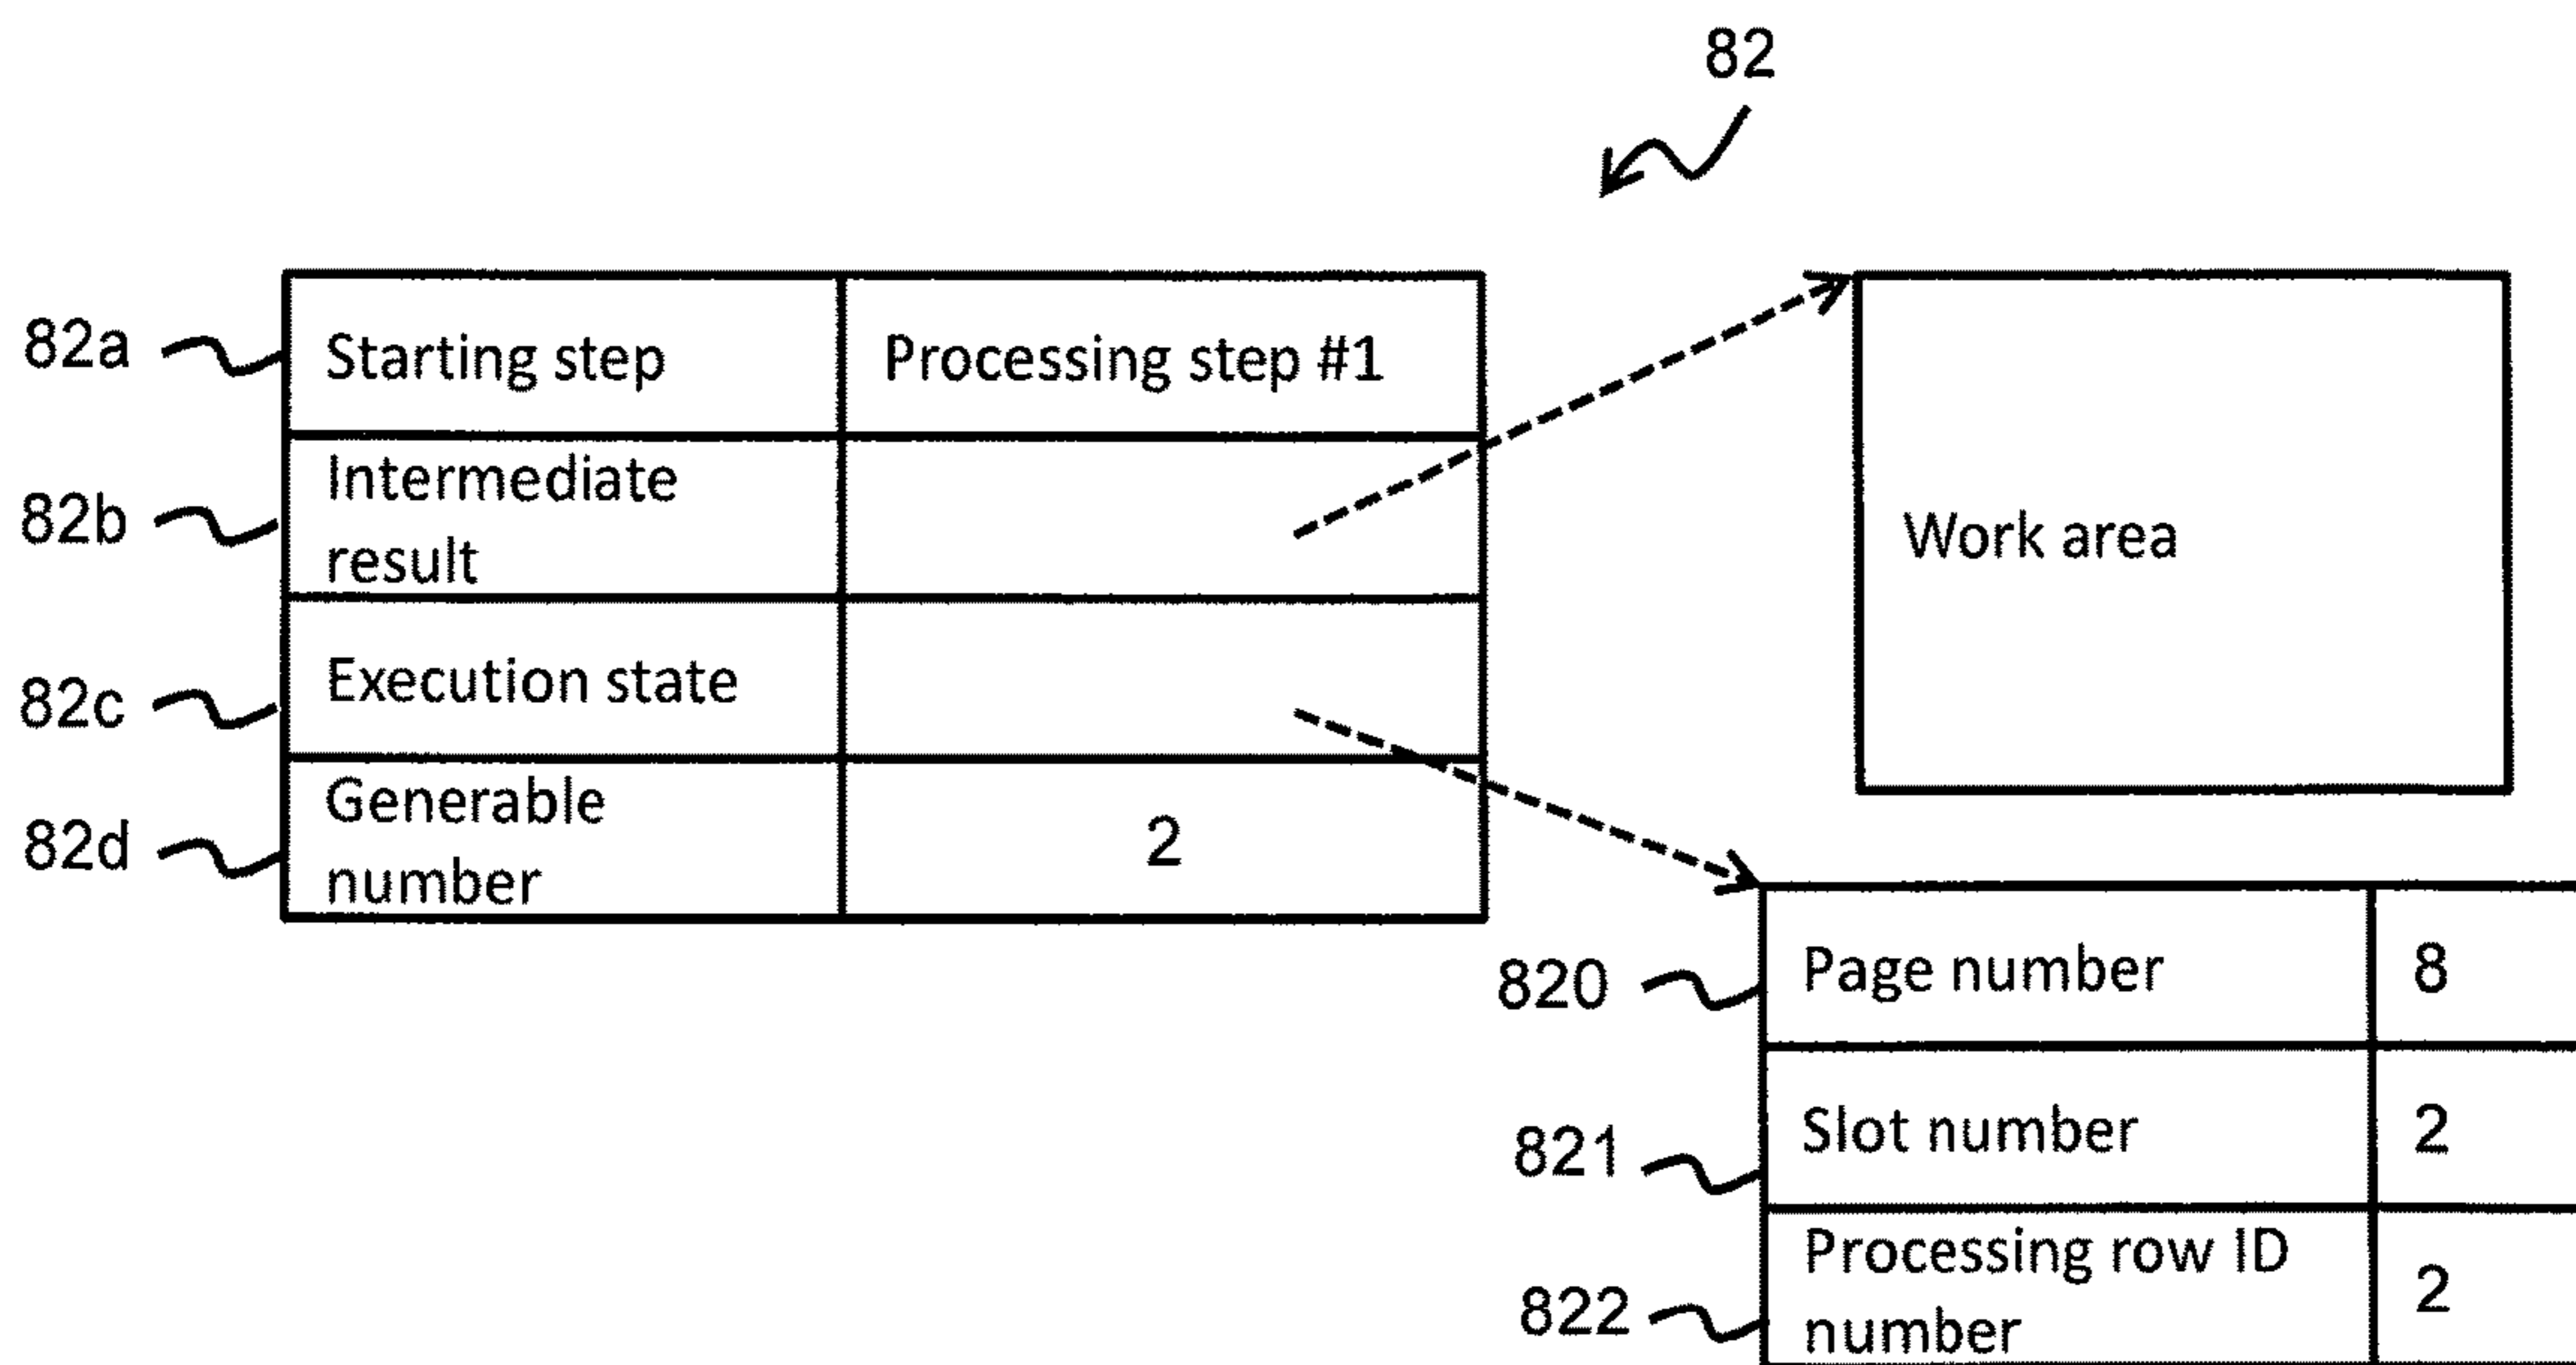 82
82a
Starting step
Processing step #1
82b
Intermediate
result
82c
Execution state
82d
Generable
number
2
Work area
820
Page number
8
821
Slot number
2
822
Processing row ID
number
2